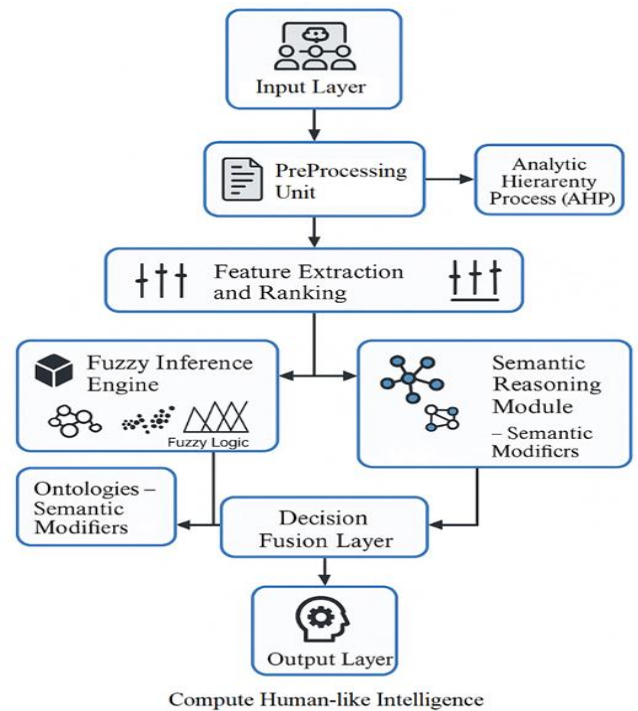 Input Layer
PreProcessing
Unit
Analytic
Hierarenty
Process (AHP)
Feature Extraction
and Ranking
Fuzzy Inference
Engine
Fuzzy Logic
Semantic
Reasoning
Module
– Semantic
Modifiers
Ontologies –
Semantic
Modifiers
Decision
Fusion Layer
Output Layer
Compute Human-like Intelligence